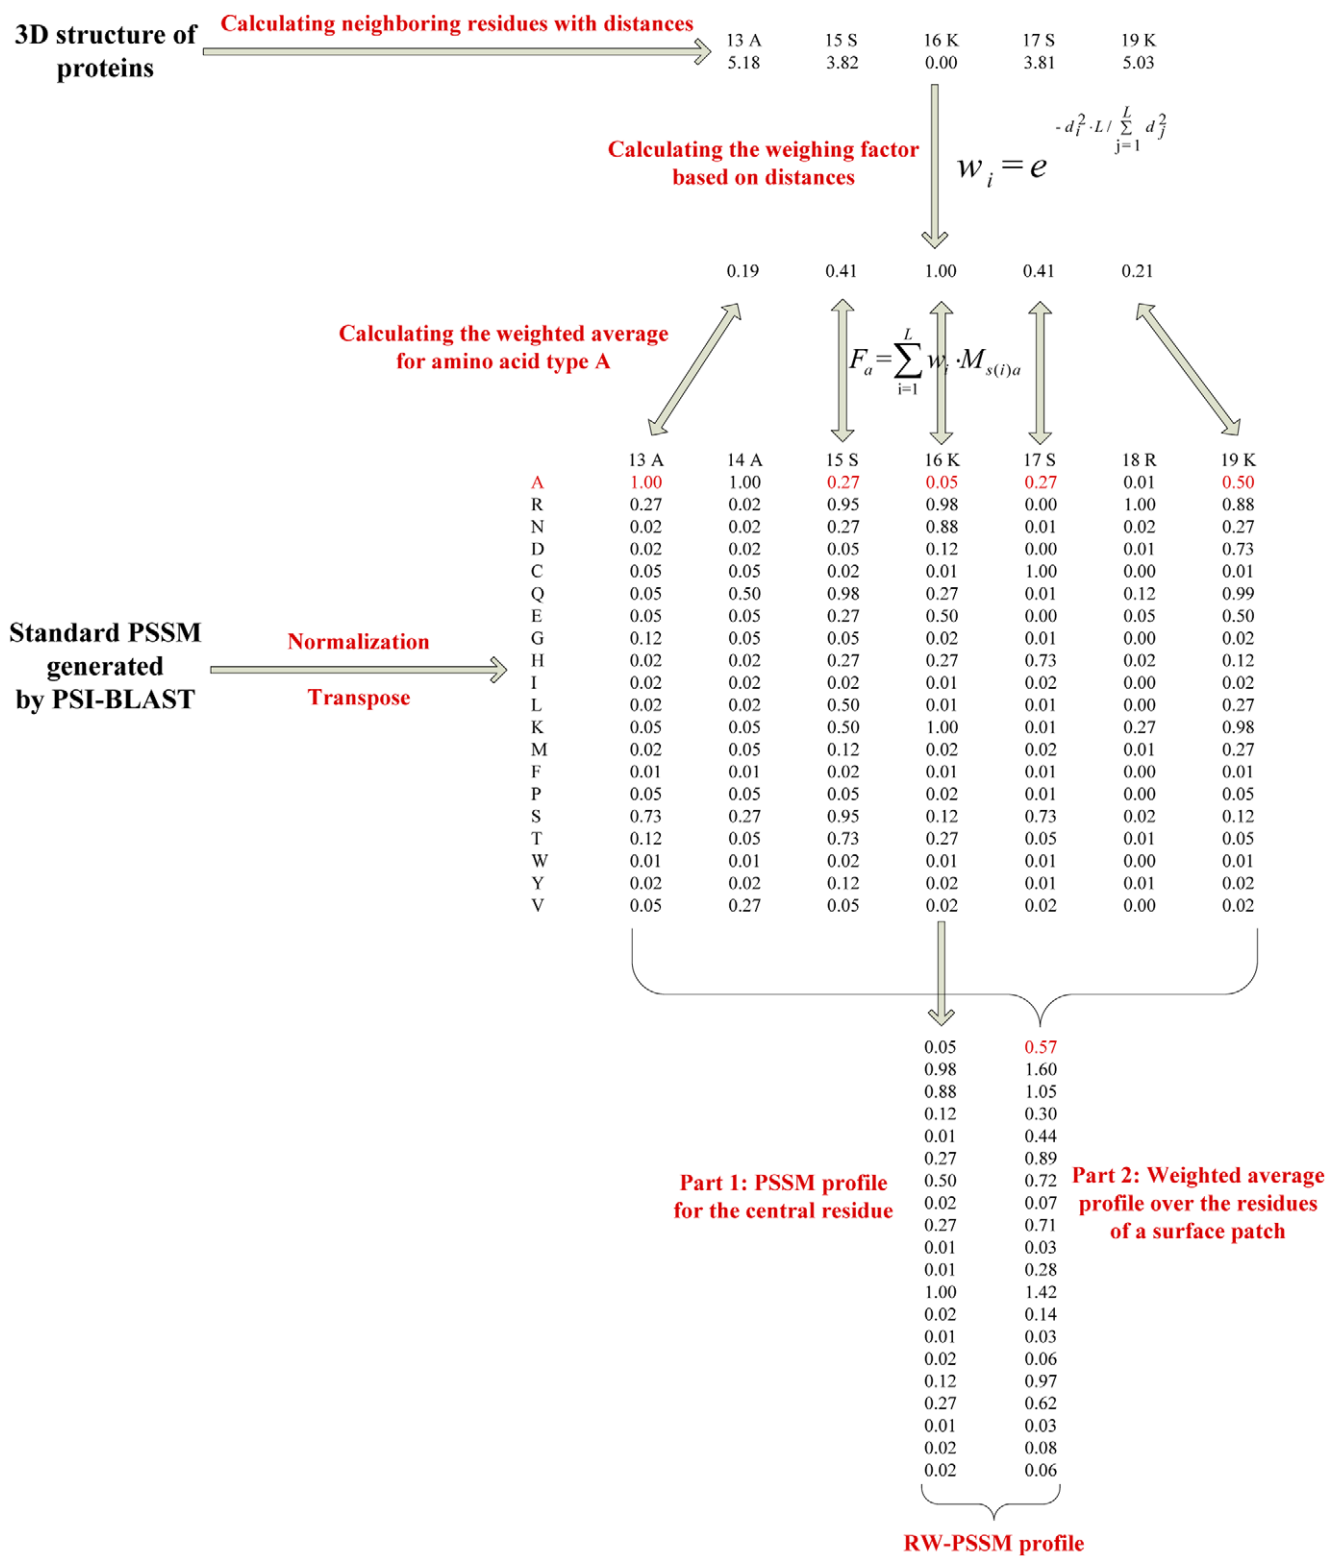 3D structure of
proteins
Calculating neighboring residues with distances
13 A 15 S 16 K 17 S 19 K
5.18 3.82 0.00 3.81 5.03
Calculating the weighing factor
based on distances
w_i = e^{-d_i^2·L/∑_{j=1}^{L} d_j^2}
0.19 0.41 1.00 0.41 0.21
Calculating the weighted average
for amino acid type A
F_a = ∑_{i=1}^{L} w_i·M_{s(i)a}
13 A 14 A 15 S 16 K 17 S 18 R 19 K
A 1.00 1.00 0.27 0.05 0.27 0.01 0.50
R 0.27 0.02 0.95 0.98 0.00 1.00 0.88
N 0.02 0.02 0.27 0.88 0.01 0.02 0.27
D 0.02 0.02 0.05 0.12 0.00 0.01 0.73
C 0.05 0.05 0.02 0.01 1.00 0.00 0.01
Q 0.05 0.50 0.98 0.27 0.01 0.12 0.99
E 0.05 0.05 0.27 0.50 0.00 0.05 0.50
G 0.12 0.05 0.05 0.02 0.01 0.00 0.02
H 0.02 0.02 0.27 0.27 0.73 0.02 0.12
I 0.02 0.02 0.02 0.01 0.02 0.00 0.02
L 0.02 0.02 0.50 0.01 0.01 0.00 0.27
K 0.05 0.05 0.50 1.00 0.01 0.27 0.98
M 0.02 0.05 0.12 0.02 0.02 0.01 0.27
F 0.01 0.01 0.02 0.01 0.01 0.00 0.01
P 0.05 0.05 0.05 0.02 0.01 0.00 0.05
S 0.73 0.27 0.95 0.12 0.73 0.02 0.12
T 0.12 0.05 0.73 0.27 0.05 0.01 0.05
W 0.01 0.01 0.02 0.01 0.01 0.00 0.01
Y 0.02 0.02 0.12 0.02 0.01 0.01 0.02
V 0.05 0.27 0.05 0.02 0.02 0.00 0.02
Standard PSSM
generated
by PSI-BLAST
Normalization
Transpose
0.05 0.57
0.98 1.60
0.88 1.05
0.12 0.30
0.01 0.44
0.27 0.89
0.50 0.72
0.02 0.07
0.27 0.71
0.01 0.03
0.01 0.28
1.00 1.42
0.02 0.14
0.01 0.03
0.02 0.06
0.12 0.97
0.27 0.62
0.01 0.03
0.02 0.08
0.02 0.06
Part 1: PSSM profile
for the central residue
Part 2: Weighted average
profile over the residues
of a surface patch
RW-PSSM profile